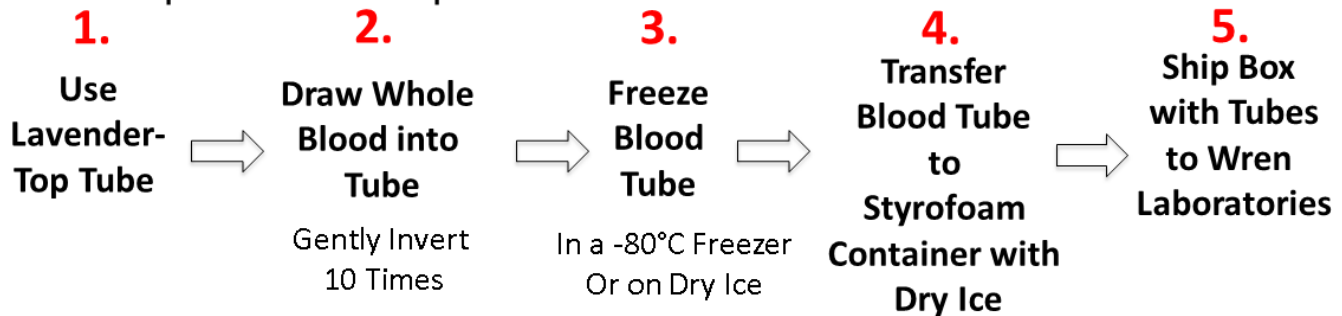 1.
Use
Lavender-
Top Tube
2.
Draw Whole
Blood into
Tube
Gently Invert
10 Times
3.
Freeze
Blood
Tube
In a -80°C Freezer
Or on Dry Ice
4.
Transfer
Blood Tube
to
Styrofoam
Container with
Dry Ice
5.
Ship Box
with Tubes
to Wren
Laboratories